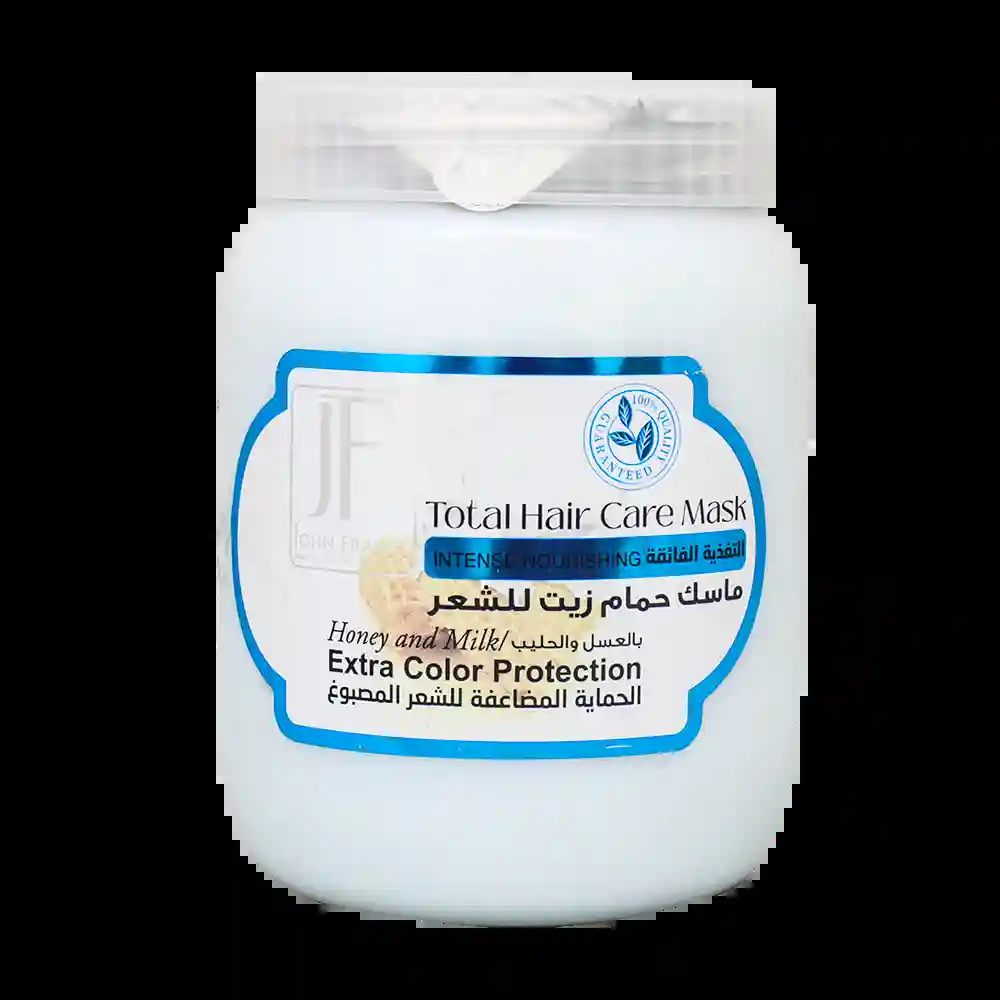 JF
100% QUALITY
GUARANTEED
Total Hair Care Mask
INTENSE NOURISHING التغذية الفائقة
ماسك حمام زيت للشعر
Honey and Milk/ بالعسل والحليب
Extra Color Protection
الحماية المضاعفة للشعر المصبوغ